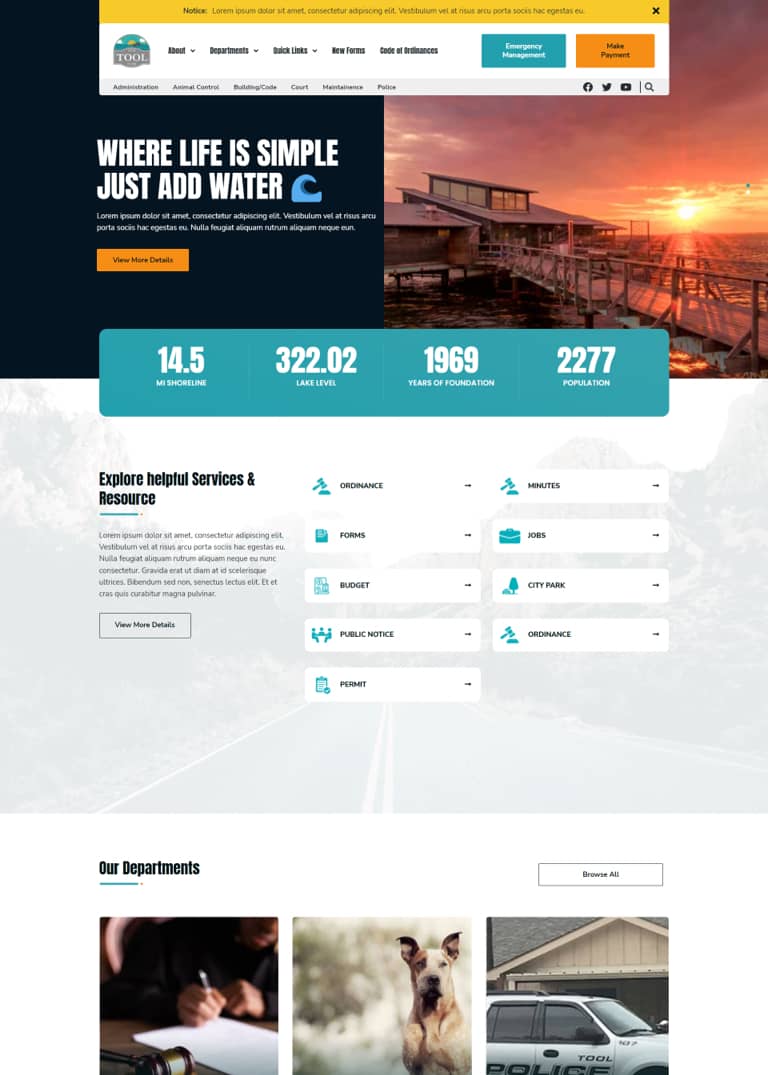 Notice: Lorem ipsum dolor sit amet, consectetur adipiscing elit. Vestibulum vel at risus arcu porta sociis hac egestas eu.
TOOL
About
Departments
Quick Links
New Forms
Code of Ordinances
Emergency
Management
Make
Payment
Administration
Animal Control
Building/Code
Court
Maintainence
Police
WHERE LIFE IS SIMPLE
JUST ADD WATER 🌊
Lorem ipsum dolor sit amet, consectetur adipiscing elit. Vestibulum vel at risus arcu
porta sociis hac egestas eu. Nulla feugiat aliquam rutrum aliquam neque eun.
View More Details
14.5
MI SHORELINE
322.02
LAKE LEVEL
1969
YEARS OF FOUNDATION
2277
POPULATION
Explore helpful Services &
Resource
Lorem ipsum dolor sit amet, consectetur adipiscing elit.
Vestibulum vel at risus arcu porta sociis hac egestas eu.
Nulla feugiat aliquam rutrum aliquam neque eu nunc
consectetur. Gravida erat ut diam at id scelerisque
ultrices. Bibendum sed non, senectus lectus elit. Et et
cras quis curabitur magna pulvinar.
View More Details
ORDINANCE
MINUTES
FORMS
JOBS
BUDGET
CITY PARK
PUBLIC NOTICE
ORDINANCE
PERMIT
Our Departments
Browse All
107
TOOL
POLICE